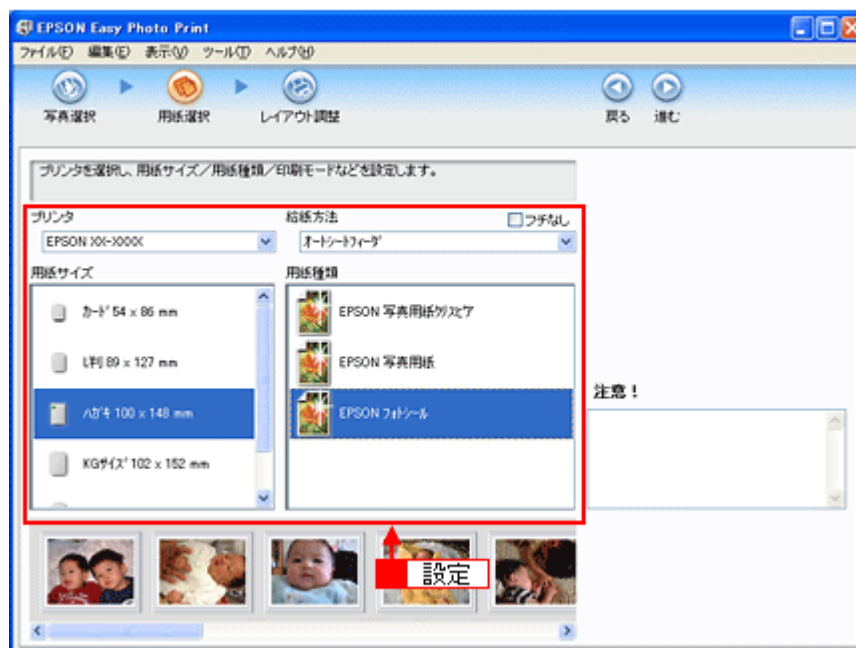 EPSON Easy Photo Print
ファイル(F) 編集(E) 表示(V) ツール(T) ヘルプ(H)
写真選択 用紙選択 レイアウト調整 戻る 進む
プリンタを選択し、用紙サイズ/用紙種類/印刷モードなどを設定します。
プリンタ 給紙方法 フチなし
EPSON XX-XXXX オートシートフィーダ
用紙サイズ 用紙種類
カード 54 x 86 mm
L判 89 x 127 mm
ハガキ 100 x 148 mm
KGサイズ 102 x 152 mm
EPSON 写真用紙クリスピア
EPSON 写真用紙
EPSON フォトシール
注意!
設定